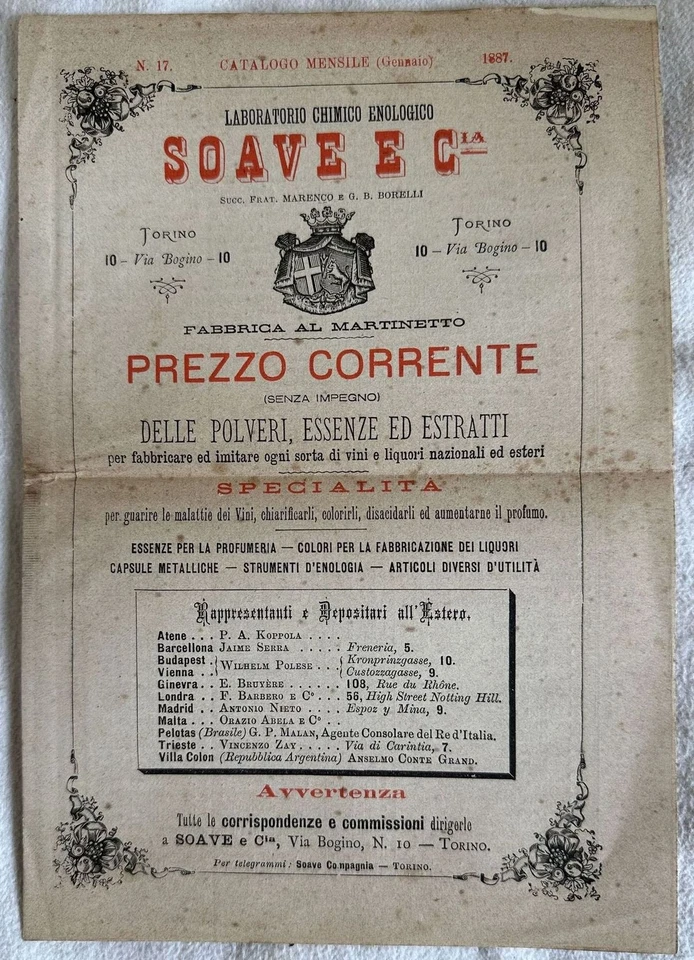 N. 17. CATALOGO MENSILE (Gennaio) 1887.
LABORATORIO CHIMICO ENOLOGICO
SOAVE E CIA
SUCC. FRAT. MARENCO E G. B. BORELLI
TORINO
10 – Via Bogino – 10
TORINO
10 – Via Bogino – 10
FABBRICA AL MARTINETTO
PREZZO CORRENTE
(SENZA IMPEGNO)
DELLE POLVERI, ESSENZE ED ESTRATTI
per fabbricare ed imitare ogni sorta di vini e liquori nazionali ed esteri
SPECIALITÀ
per guarire le malattie dei Vini, chiarificarli, colorirli, disacidarli ed aumentarne il profumo.
ESSENZE PER LA PROFUMERIA — COLORI PER LA FABBRICAZIONE DEI LIQUORI
CAPSULE METALLICHE — STRUMENTI D'ENOLOGIA — ARTICOLI DIVERSI D'UTILITÀ
Rappresentanti e Depositari all'Estero.
Atene . . . P. A. KOPPOLA . . . .
Barcellona JAIME SERRA . . . . . Freneria, 5.
Budapest . { WILHELM POLESE . . { Kronprinzgasse, 10.
Vienna . . { Custozzagasse, 9.
Ginevra . . E. BRUYÈRE . . . . . . 108, Rue du Rhône.
Londra . . F. BARBERO E Cº . . 56, High Street Notting Hill.
Madrid . . ANTONIO NIETO . . . . Espoz y Mina, 9.
Malta . . . ORAZIO ABELA E Cº . .
Pelotas (Brasile) G. P. MALAN, Agente Consolare del Re d'Italia.
Trieste . . VINCENZO ZAY . . . . . Via di Carintia, 7.
Villa Colon (Repubblica Argentina) ANSELMO CONTE GRAND.
Avvertenza
Tutte le corrispondenze e commissioni dirigerle
a SOAVE e Cia, Via Bogino, N. 10 — TORINO.
Per telegrammi: Soave Compagnia — TORINO.